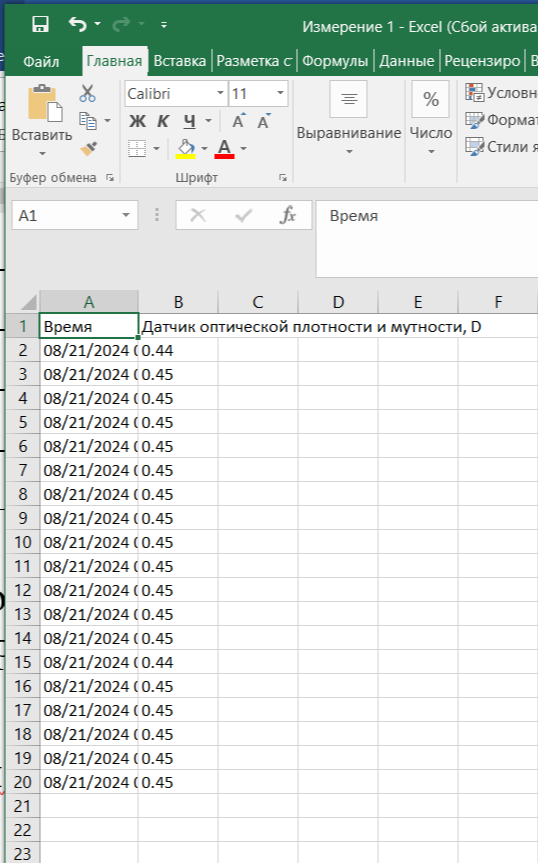 Измерение 1 - Excel (Сбой актива
Файл Главная Вставка Разметка с Формулы Данные Рецензиро В
Вставить
Буфер обмена
Calibri 11
Ж К Ч А А
А
Шрифт
Выравнивание
%
Число
Условн
Формат
Стили я
A1 fx Время
A B C D E F
1 Время Датчик оптической плотности и мутности, D
2 08/21/2024 0.44
3 08/21/2024 0.45
4 08/21/2024 0.45
5 08/21/2024 0.45
6 08/21/2024 0.45
7 08/21/2024 0.45
8 08/21/2024 0.45
9 08/21/2024 0.45
10 08/21/2024 0.45
11 08/21/2024 0.45
12 08/21/2024 0.45
13 08/21/2024 0.45
14 08/21/2024 0.45
15 08/21/2024 0.44
16 08/21/2024 0.45
17 08/21/2024 0.45
18 08/21/2024 0.45
19 08/21/2024 0.45
20 08/21/2024 0.45
21
22
23